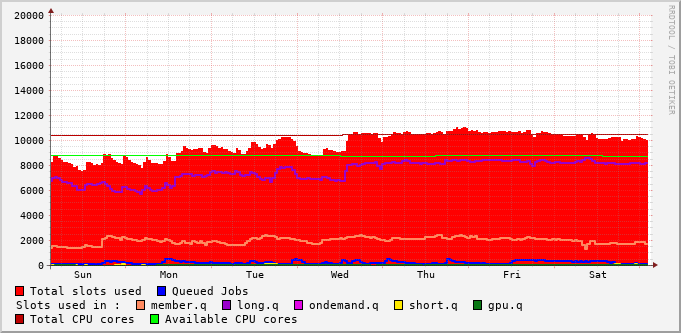 20000
18000
16000
14000
12000
10000
8000
6000
4000
2000
0
Sun Mon Tue Wed Thu Fri Sat
Total slots used Queued Jobs
Slots used in : member.q long.q ondemand.q short.q gpu.q
Total CPU cores Available CPU cores
RRDTOOL / TOBI OETIKER